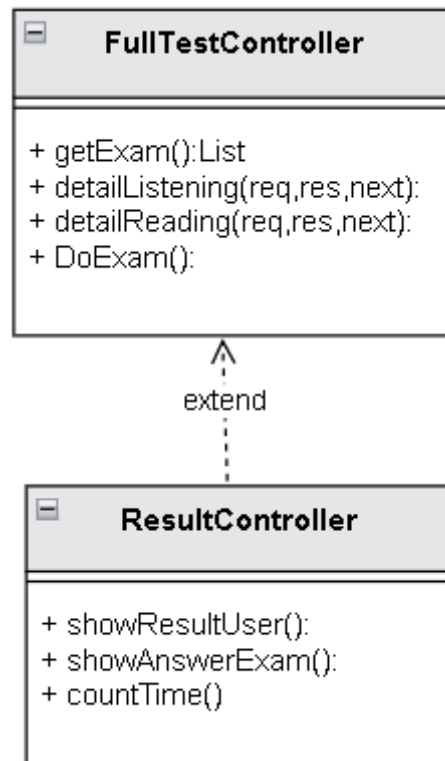 FullTestController
+ getExam():List
+ detailListening(req,res,next):
+ detailReading(req,res,next):
+ DoExam():
extend
ResultController
+ showResultUser():
+ showAnswerExam():
+ countTime()